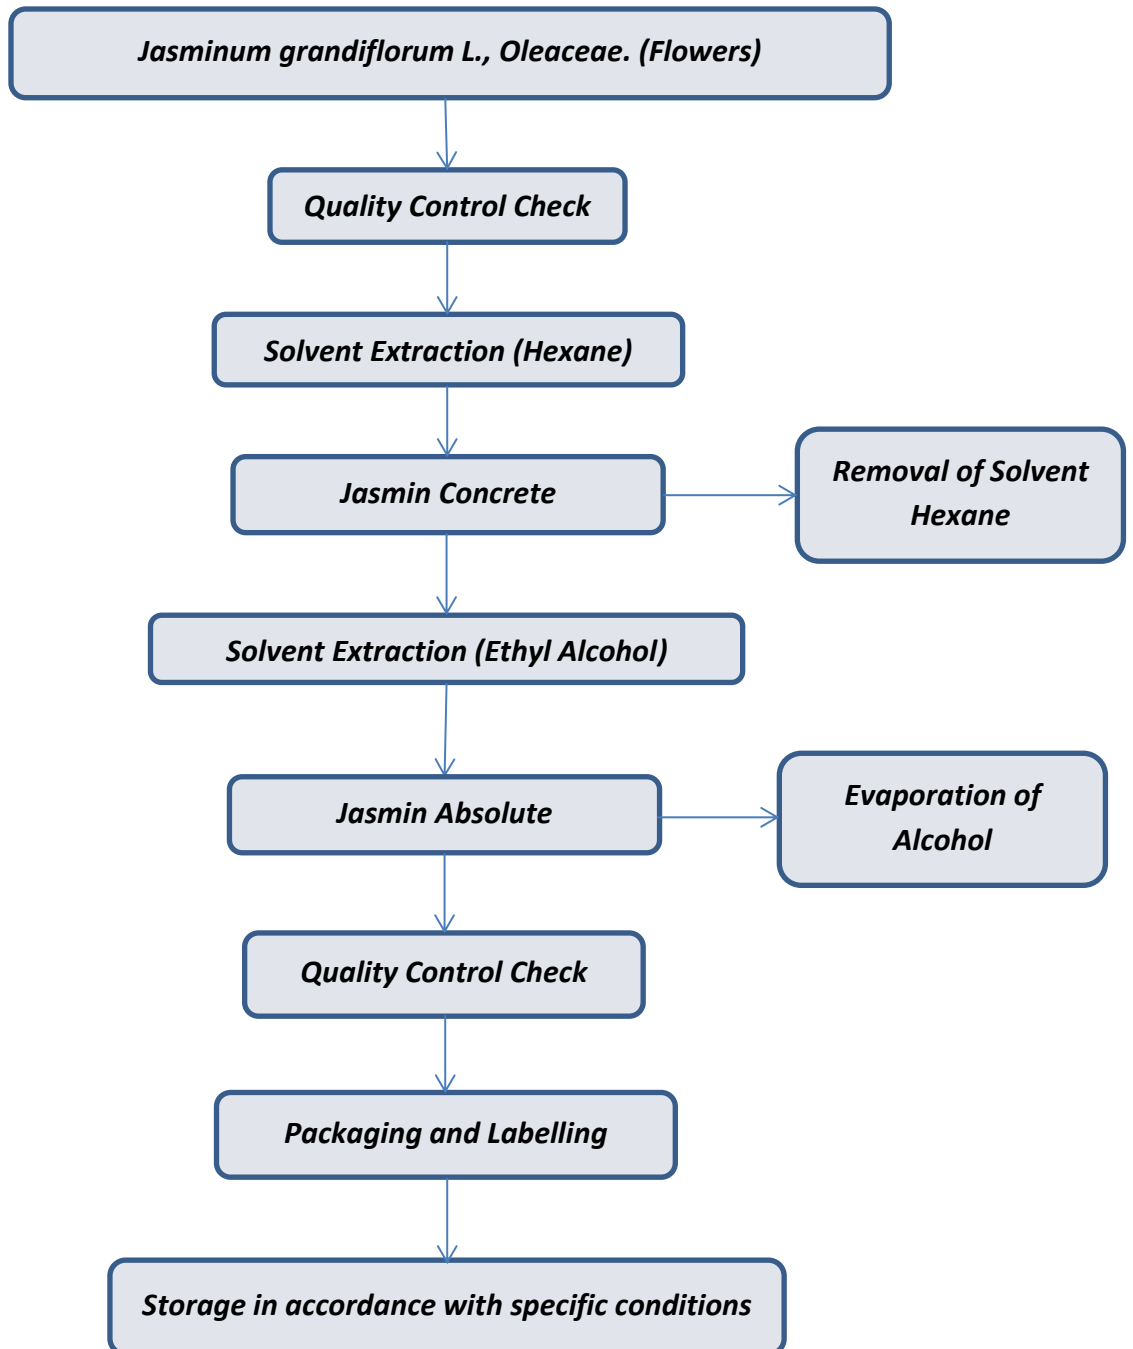 Jasminum grandiflorum L., Oleaceae. (Flowers)
Quality Control Check
Solvent Extraction (Hexane)
Jasmin Concrete
Removal of Solvent
Hexane
Solvent Extraction (Ethyl Alcohol)
Jasmin Absolute
Evaporation of
Alcohol
Quality Control Check
Packaging and Labelling
Storage in accordance with specific conditions